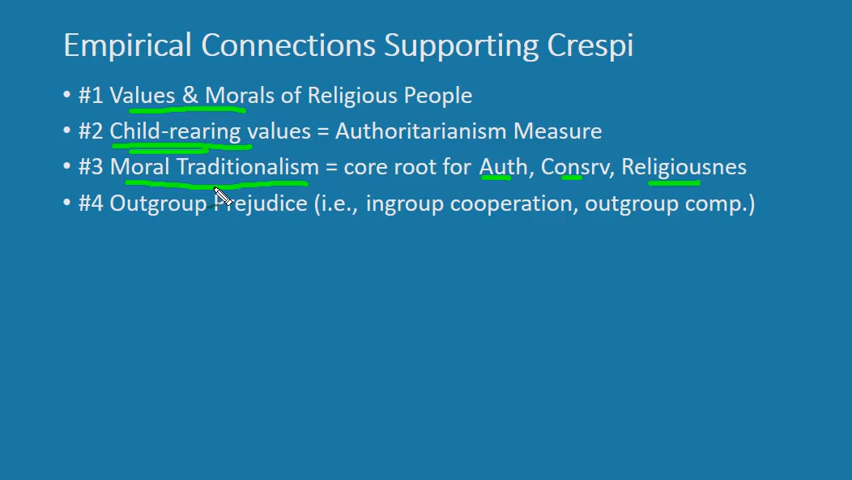 Empirical Connections Supporting Crespi
• #1 Values & Morals of Religious People
• #2 Child-rearing values = Authoritarianism Measure
• #3 Moral Traditionalism = core root for Auth, Consrv, Religiousnes
• #4 Outgroup Prejudice (i.e., ingroup cooperation, outgroup comp.)